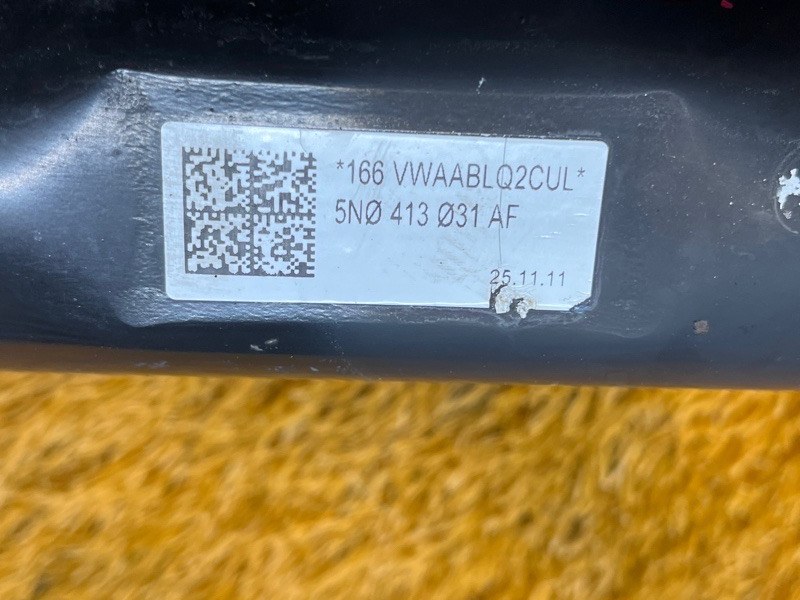 *166 VWAABLQ2CUL*
5NØ 413 Ø31 AF
25.11.11